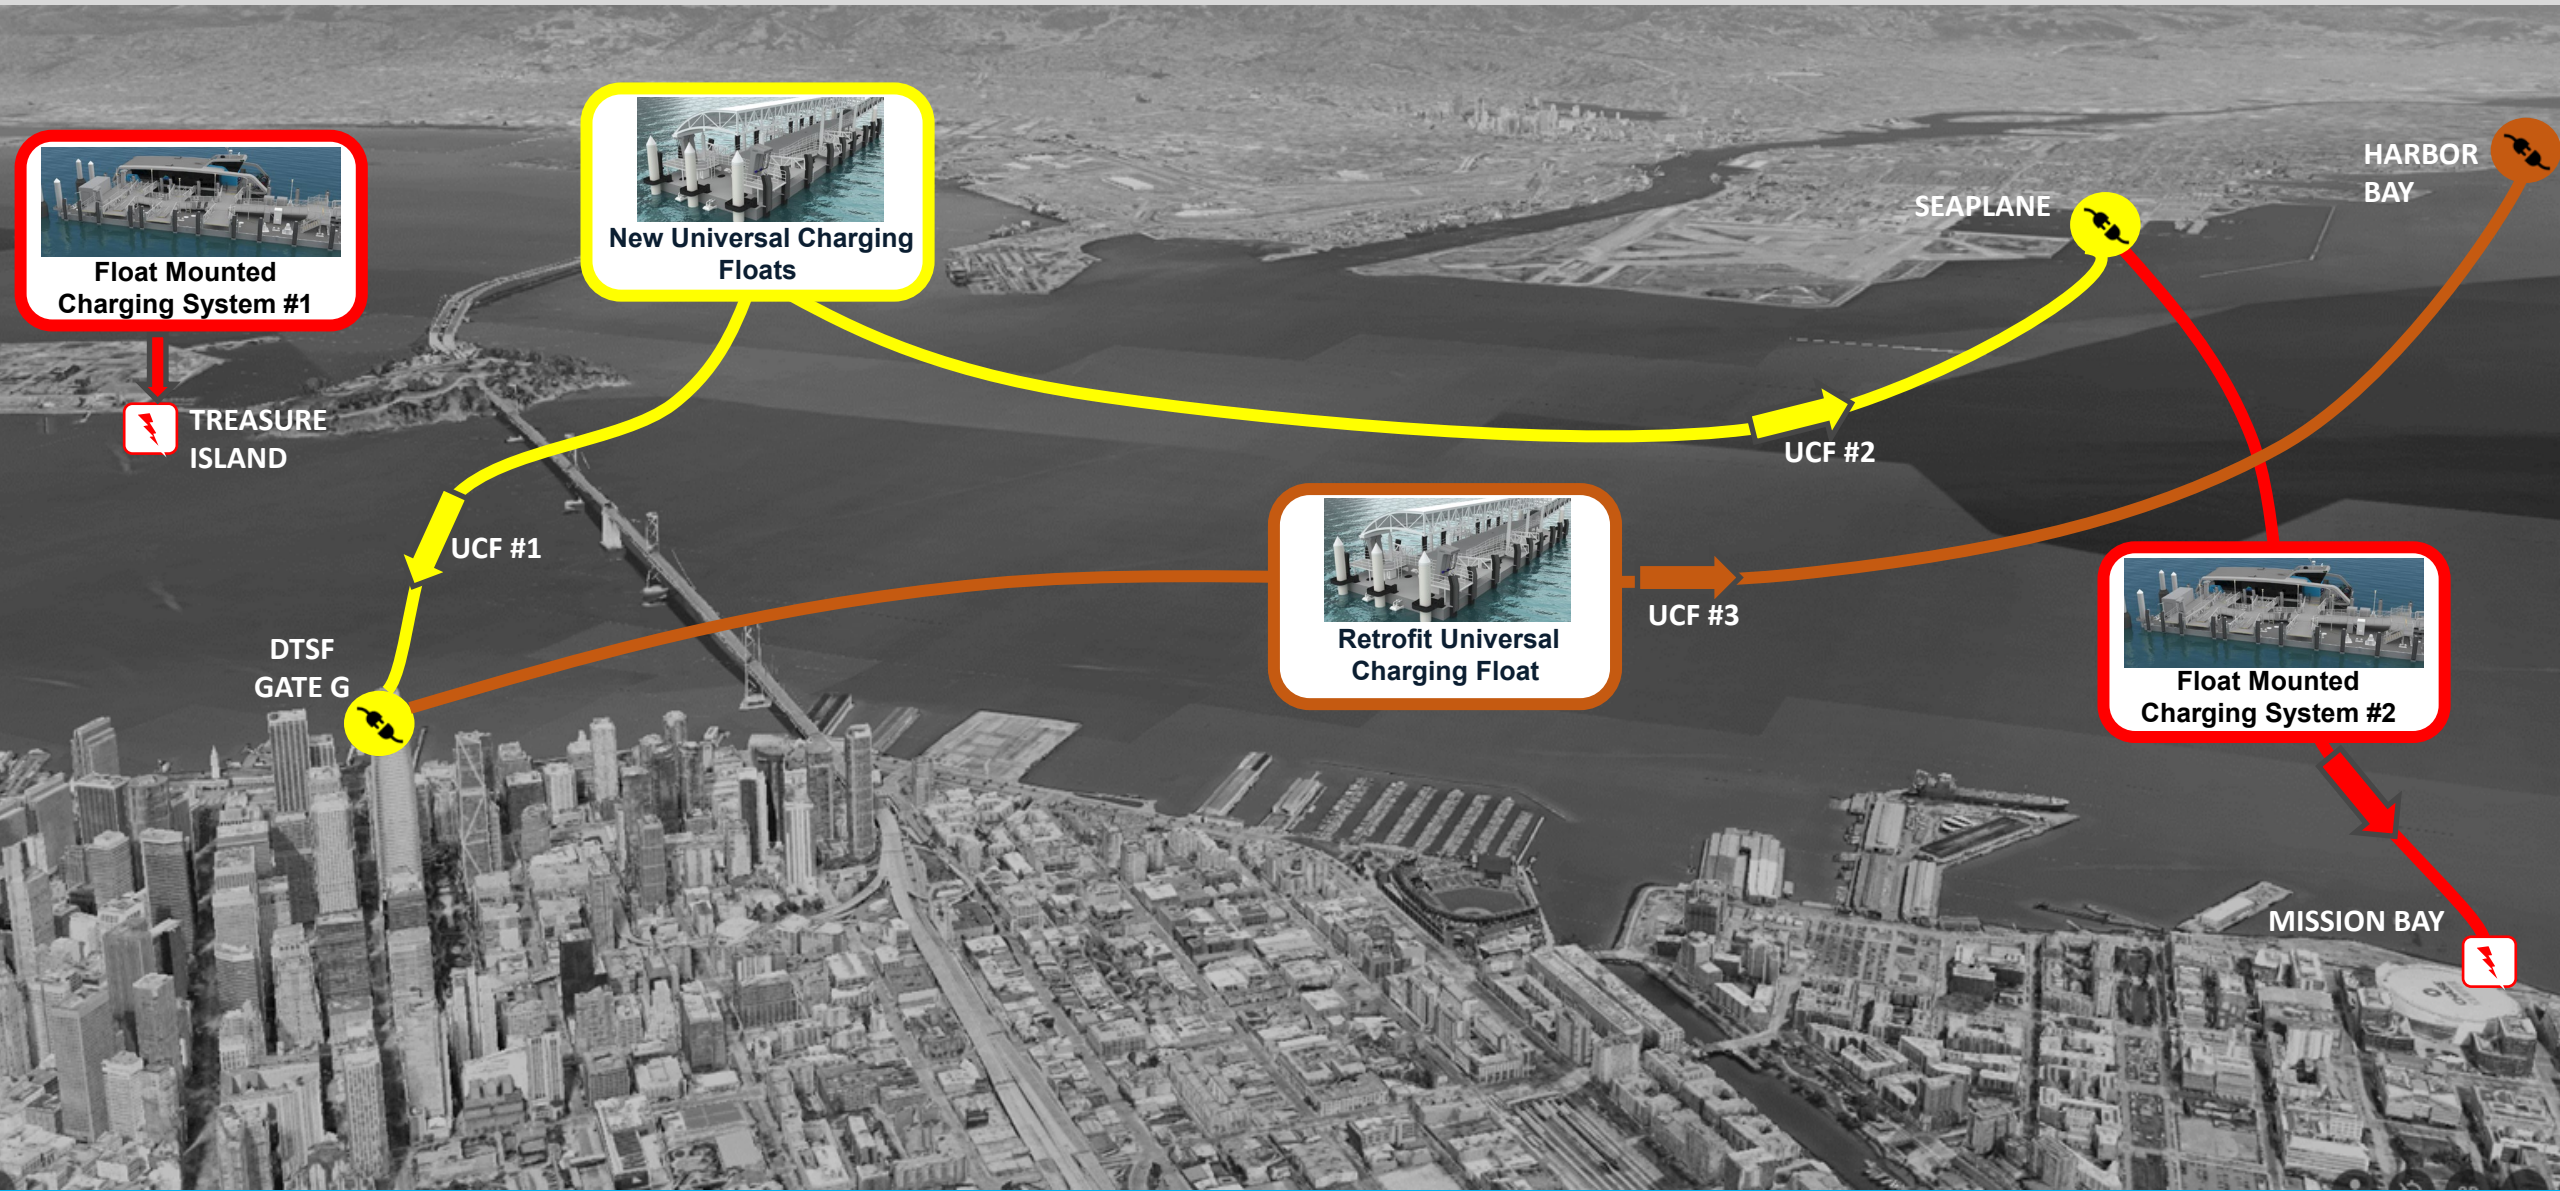 Float Mounted
Charging System #1
New Universal Charging
Floats
HARBOR
BAY
SEAPLANE
TREASURE
ISLAND
UCF #2
UCF #1
Retrofit Universal
Charging Float
UCF #3
DTSF
GATE G
Float Mounted
Charging System #2
MISSION BAY
CHASE